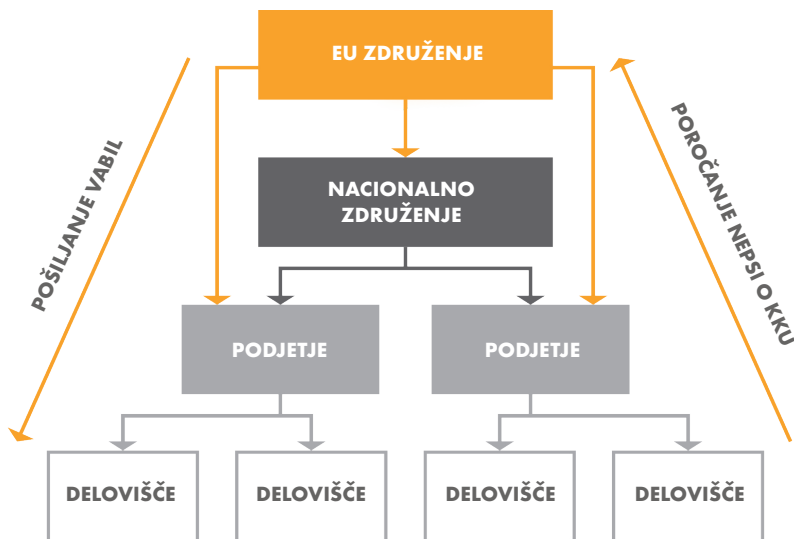 EU ZDRUŽENJE
POŠILJANJE VABIL
POROČANJE NEPSI O KKU
NACIONALNO
ZDRUŽENJE
PODJETJE
PODJETJE
DELOVIŠČE
DELOVIŠČE
DELOVIŠČE
DELOVIŠČE